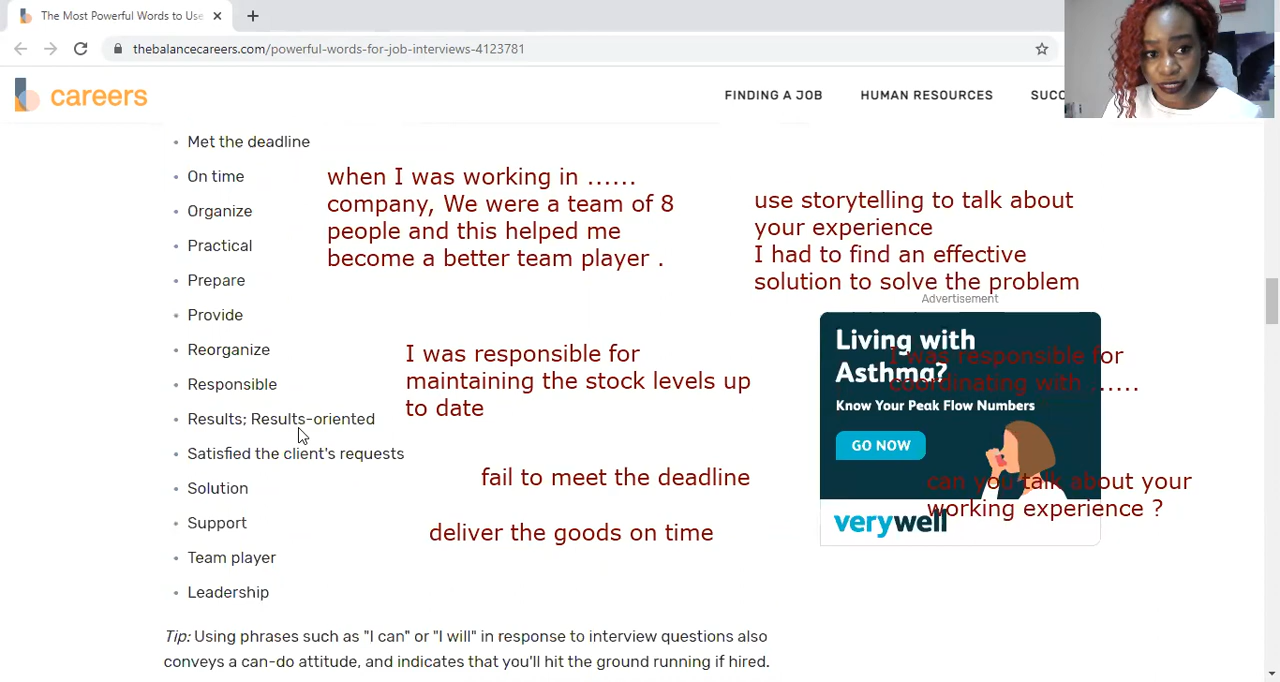 The Most Powerful Words to Use
thebalancecareers.com/powerful-words-for-job-interviews-4123781
careers
FINDING A JOB
HUMAN RESOURCES
SUCC
• Met the deadline
• On time
• Organize
• Practical
• Prepare
• Provide
• Reorganize
• Responsible
• Results; Results-oriented
• Satisfied the client's requests
• Solution
• Support
• Team player
• Leadership
Tip: Using phrases such as "I can" or "I will" in response to interview questions also
conveys a can-do attitude, and indicates that you'll hit the ground running if hired.
when I was working in ......
company, We were a team of 8
people and this helped me
become a better team player .
I was responsible for
maintaining the stock levels up
to date
fail to meet the deadline
deliver the goods on time
use storytelling to talk about
your experience
I had to find an effective
solution to solve the problem
Advertisement
Living with
Asthma?
Know Your Peak Flow Numbers
GO NOW
verywell
I was responsible for
coordinating with ......
can you talk about your
working experience ?